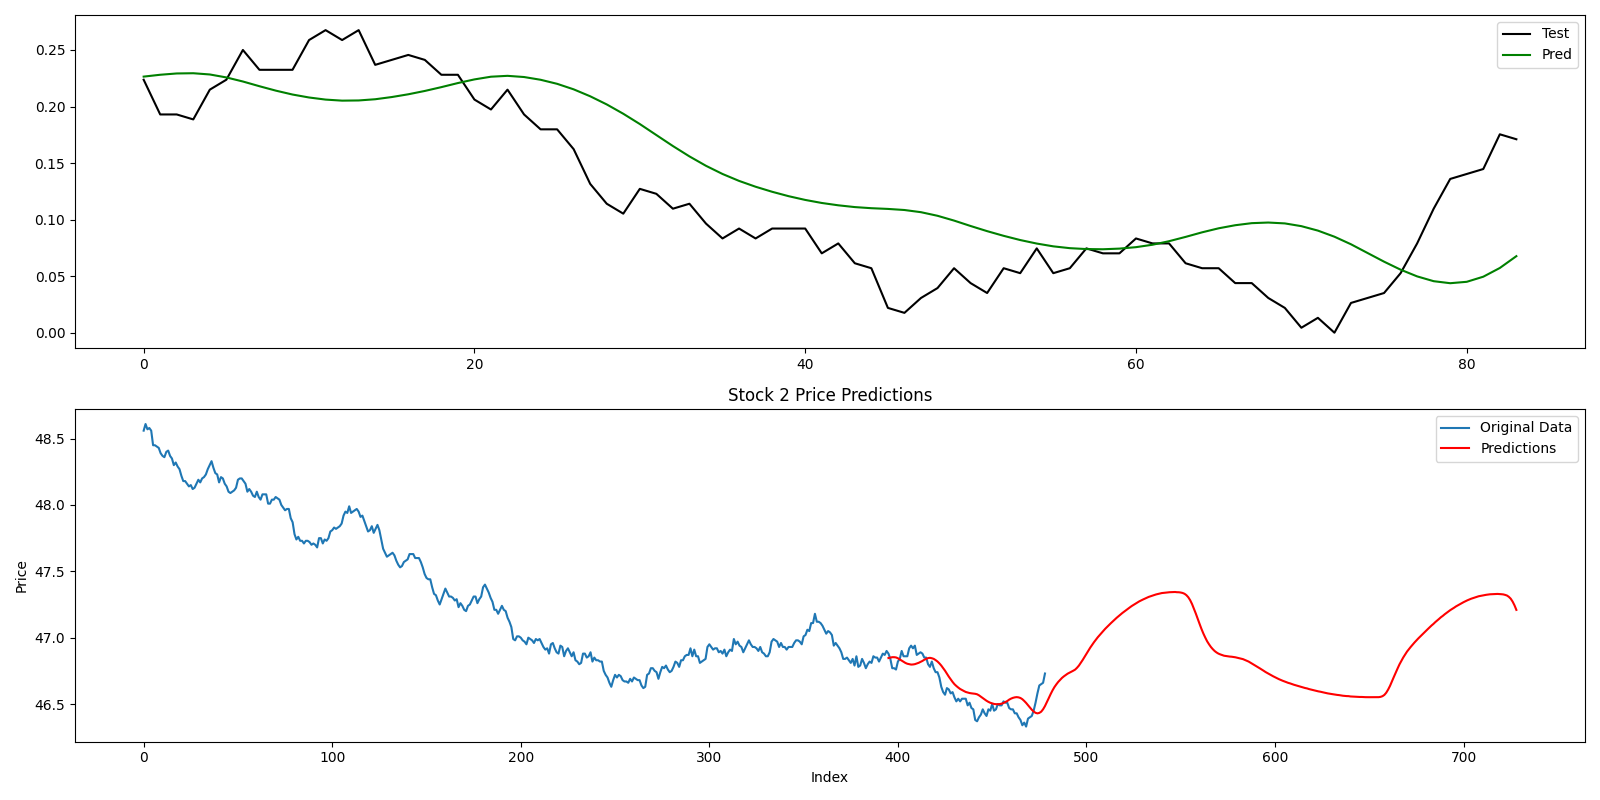 0.25
0.20
0.15
0.10
0.05
0.00
Test
Pred
0 20 40 60 80
Stock 2 Price Predictions
48.5
48.0
47.5
47.0
46.5
Price
Original Data
Predictions
0 100 200 300 400 500 600 700
Index